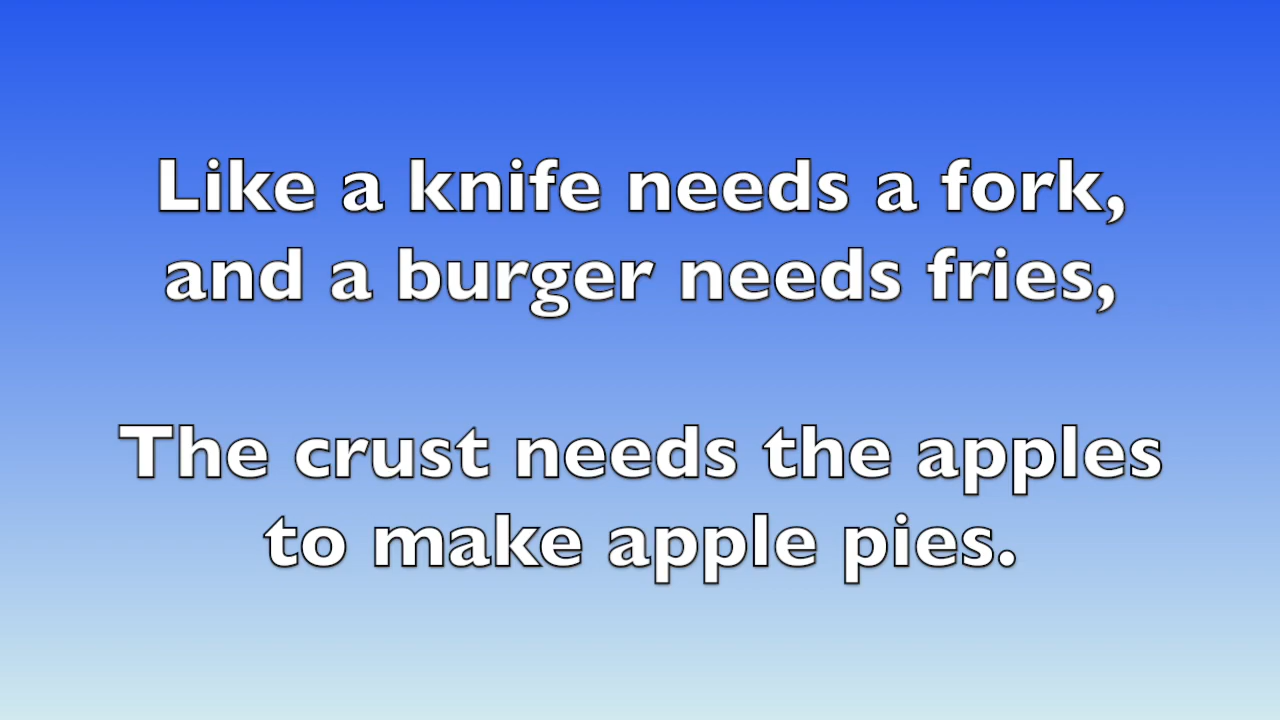 Like a knife needs a fork,
and a burger needs fries,
The crust needs the apples
to make apple pies.